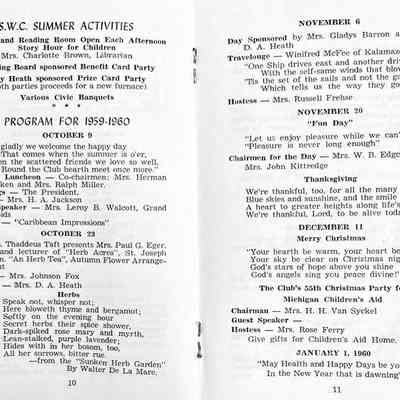 S.W.C. SUMMER ACTIVITIES
and Reading Room Open Each Afternoon
Story Hour for Children
Mrs. Charlotte Brown, Librarian
ing Board sponsored Benefit Card Party
y Heath sponsored Prize Card Party
oth parties proceeds for a new furnace)
Various Civic Banquets
* * *
PROGRAM FOR 1959-1960
OCTOBER 9
gladly we welcome the happy day
That comes when the summer is o'er,
en the scattered friends we love so well,
'Round the Club hearth meet once more."
Luncheon — Co-chairmen: Mrs. Herman
ken and Mrs. Ralph Miller.
gs — The President.
— Mrs. H. A. Jackson
Speaker — Mrs. Leroy B. Walcott, Grand
ds
— "Caribbean Impressions"
OCTOBER 23
Thaddeus Taft presents Mrs. Paul G. Eger.
and lecturer of "Herb Acres", St. Joseph
n. "An Herb Tea", Autumn Flower Arrange-
nt
— Mrs. Johnson Fox
— Mrs. D. A. Heath
Herbs
Speak not, whisper not;
Here bloweth thyme and bergamot;
Softly on the evening hour
Secret herbs their spice shower,
Dark-spiked rose mary and myrrh,
Lean-stalked, purple lavender;
Hides with in her bosom, too,
All her sorrows, bitter rue.
—from the "Sunken Herb Garden"
By Walter De La Mare.
10
NOVEMBER 6
Day Sponsored by Mrs. Gladys Barron and
D. A. Heath
Travelouge — Winifred McFee of Kalamazo
"One Ship drives east and another driv
With the self-same winds that blow
'Tis the set of the sails and not the ga
Which tells us the way they go
Hostess — Mrs. Russell Frehse
NOVEMBER 20
"Fun Day"
"Let us enjoy pleasure while we can"
"Pleasure is never long enough"
Chairmen for the Day — Mrs. W. B. Edge
Mrs. John Kittredge
Thanksgiving
We're thankful, too, for all the many
Blue skies and sunshine, and the smile
A heart to greater heights along life's
We're thankful, Lord, to be alive toda
DECEMBER 11
Merry Christmas
"Your hearth be warm, your heart be
Your sky be clear on Christmas nigh
God's stars of hope above you shine
God's angels sing you peace divine!"
The Club's 55th Christmas Party fo
Michigan Children's Aid
Chairman — Mrs. H. H. Van Syckel
Guest Speaker —
Hostess — Mrs. Rose Ferry
Give gifts for Children's Aid Home.
JANUARY 1, 1960
"May Health and Happy Days be you
In the New Year that is dawning"
11